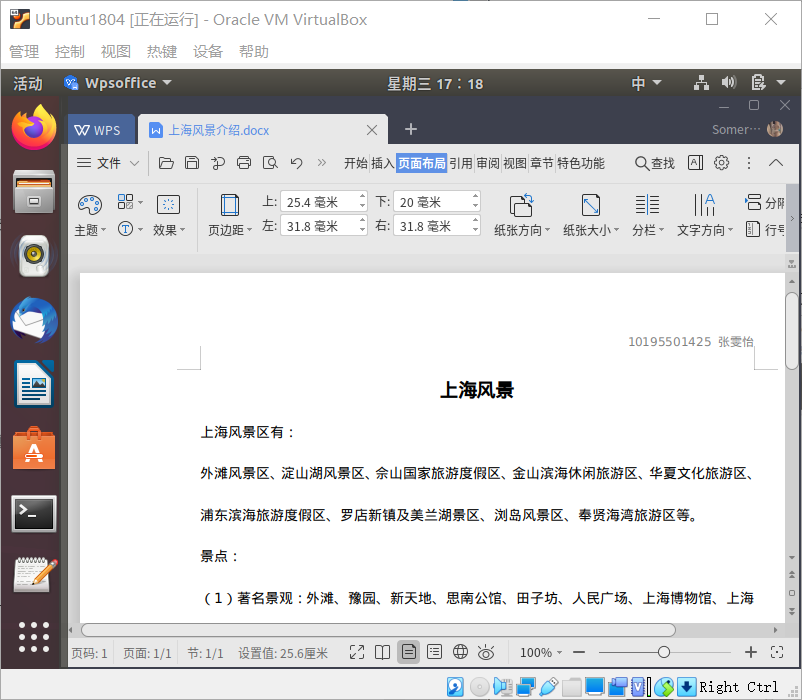 Ubuntu1804 [正在运行] - Oracle VM VirtualBox
管理 控制 视图 热键 设备 帮助
活动 Wpsoffice 星期三 17：18 中
WPS 上海风景介绍.docx Somer···
文件 开始 插入 页面布局 引用 审阅 视图 章节 特色功能 查找
上: 25.4 毫米 下: 20 毫米
主题 效果 页边距 左: 31.8 毫米 右: 31.8 毫米 纸张方向 纸张大小 分栏 文字方向 行号
10195501425 张雯怡
上海风景
上海风景区有：
外滩风景区、淀山湖风景区、佘山国家旅游度假区、金山滨海休闲旅游区、华夏文化旅游区、
浦东滨海旅游度假区、罗店新镇及美兰湖景区、浏岛风景区、奉贤海湾旅游区等。
景点：
（1）著名景观：外滩、豫园、新天地、思南公馆、田子坊、人民广场、上海博物馆、上海
页码: 1 页面: 1/1 节: 1/1 设置值: 25.6厘米 100%
Right Ctrl